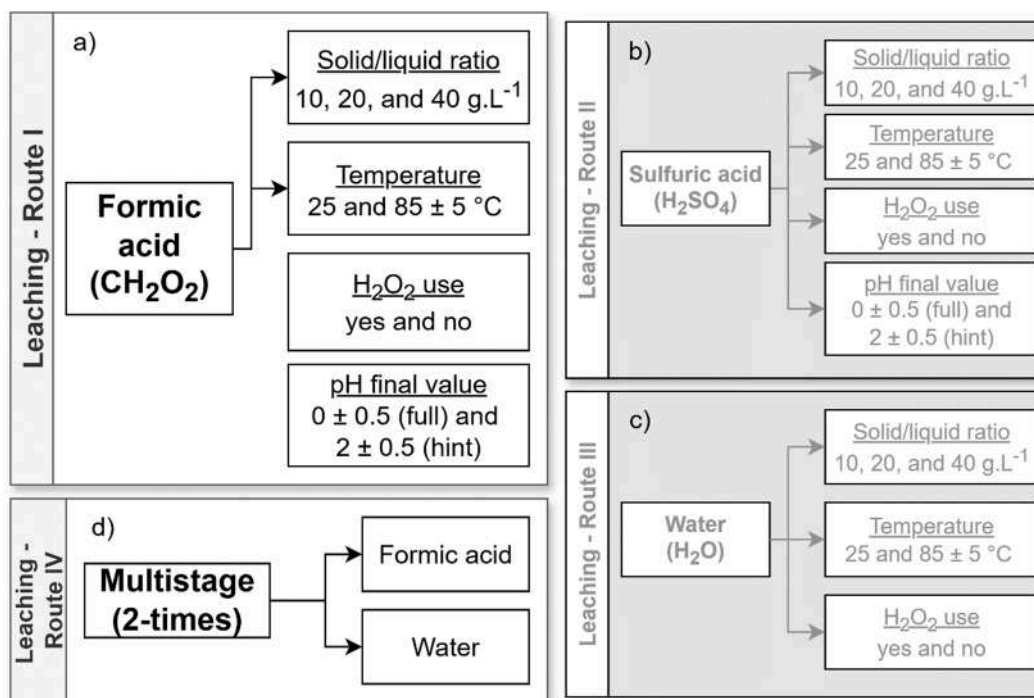 Leaching - Route I
a)
Formic
acid
(CH₂O₂)
Solid/liquid ratio
10, 20, and 40 g.L⁻¹
Temperature
25 and 85 ± 5 °C
H₂O₂ use
yes and no
pH final value
0 ± 0.5 (full) and
2 ± 0.5 (hint)
Leaching - Route II
b)
Sulfuric acid
(H₂SO₄)
Solid/liquid ratio
10, 20, and 40 g.L⁻¹
Temperature
25 and 85 ± 5 °C
H₂O₂ use
yes and no
pH final value
0 ± 0.5 (full) and
2 ± 0.5 (hint)
Leaching - Route III
c)
Water
(H₂O)
Solid/liquid ratio
10, 20, and 40 g.L⁻¹
Temperature
25 and 85 ± 5 °C
H₂O₂ use
yes and no
Leaching -
Route IV
d)
Multistage
(2-times)
Formic acid
Water